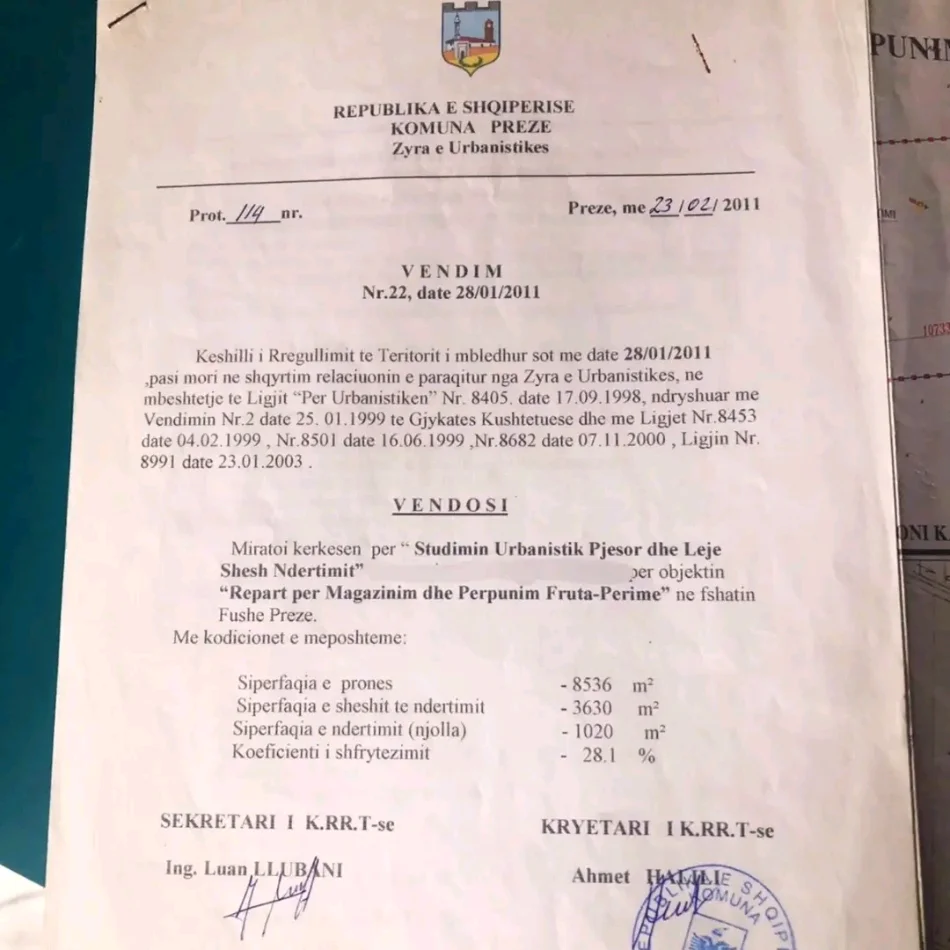 REPUBLIKA E SHQIPERISE
KOMUNA PREZE
Zyra e Urbanistikes
Prot. 114 nr.
Preze, me 23/02/ 2011
V E N D I M
Nr.22, date 28/01/2011
Keshilli i Rregullimit te Teritorit i mbledhur sot me date 28/01/2011
,pasi mori ne shqyrtim relaciuonin e paraqitur nga Zyra e Urbanistikes, ne
mbeshtetje te Ligjit “Per Urbanistiken” Nr. 8405. date 17.09.1998, ndryshuar me
Vendimin Nr.2 date 25. 01.1999 te Gjykates Kushtetuese dhe me Ligjet Nr.8453
date 04.02.1999 , Nr.8501 date 16.06.1999 ,Nr.8682 date 07.11.2000 , Ligjin Nr.
8991 date 23.01.2003 .
V E N D O S I
Miratoi kerkesen per “ Studimin Urbanistik Pjesor dhe Leje
Shesh Ndertimit” per objektin
“Repart per Magazinim dhe Perpunim Fruta-Perime” ne fshatin
Fushe Preze.
Me kodicionet e meposhteme:
Siperfaqia e prones - 8536 m²
Siperfaqia e sheshit te ndertimit - 3630 m²
Siperfaqia e ndertimit (njolla) - 1020 m²
Koeficienti i shfrytezimit - 28.1 %
SEKRETARI I K.RR.T-se
KRYETARI I K.RR.T-se
Ing. Luan LLUBANI
Ahmet HALILI
KOMUNA
PUNIM
10733
ONI K